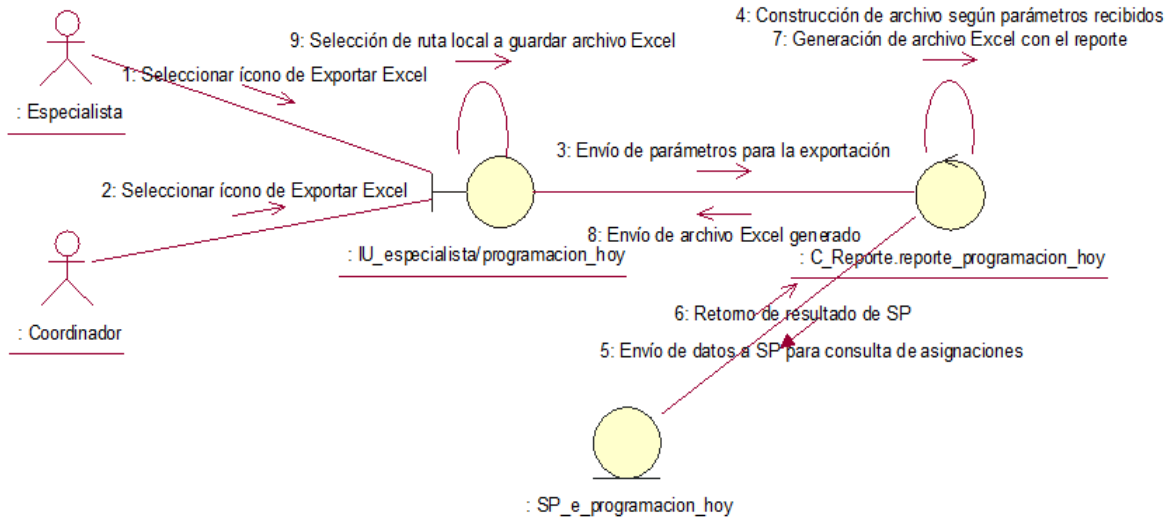 4: Construcción de archivo según parámetros recibidos
9: Selección de ruta local a guardar archivo Excel
7: Generación de archivo Excel con el reporte
1: Seleccionar ícono de Exportar Excel
: Especialista
3: Envío de parámetros para la exportación
2: Seleccionar ícono de Exportar Excel
8: Envío de archivo Excel generado
: IU_especialista/programacion_hoy
: C_Reporte.reporte_programacion_hoy
6: Retorno de resultado de SP
: Coordinador
5: Envío de datos a SP para consulta de asignaciones
: SP_e_programacion_hoy